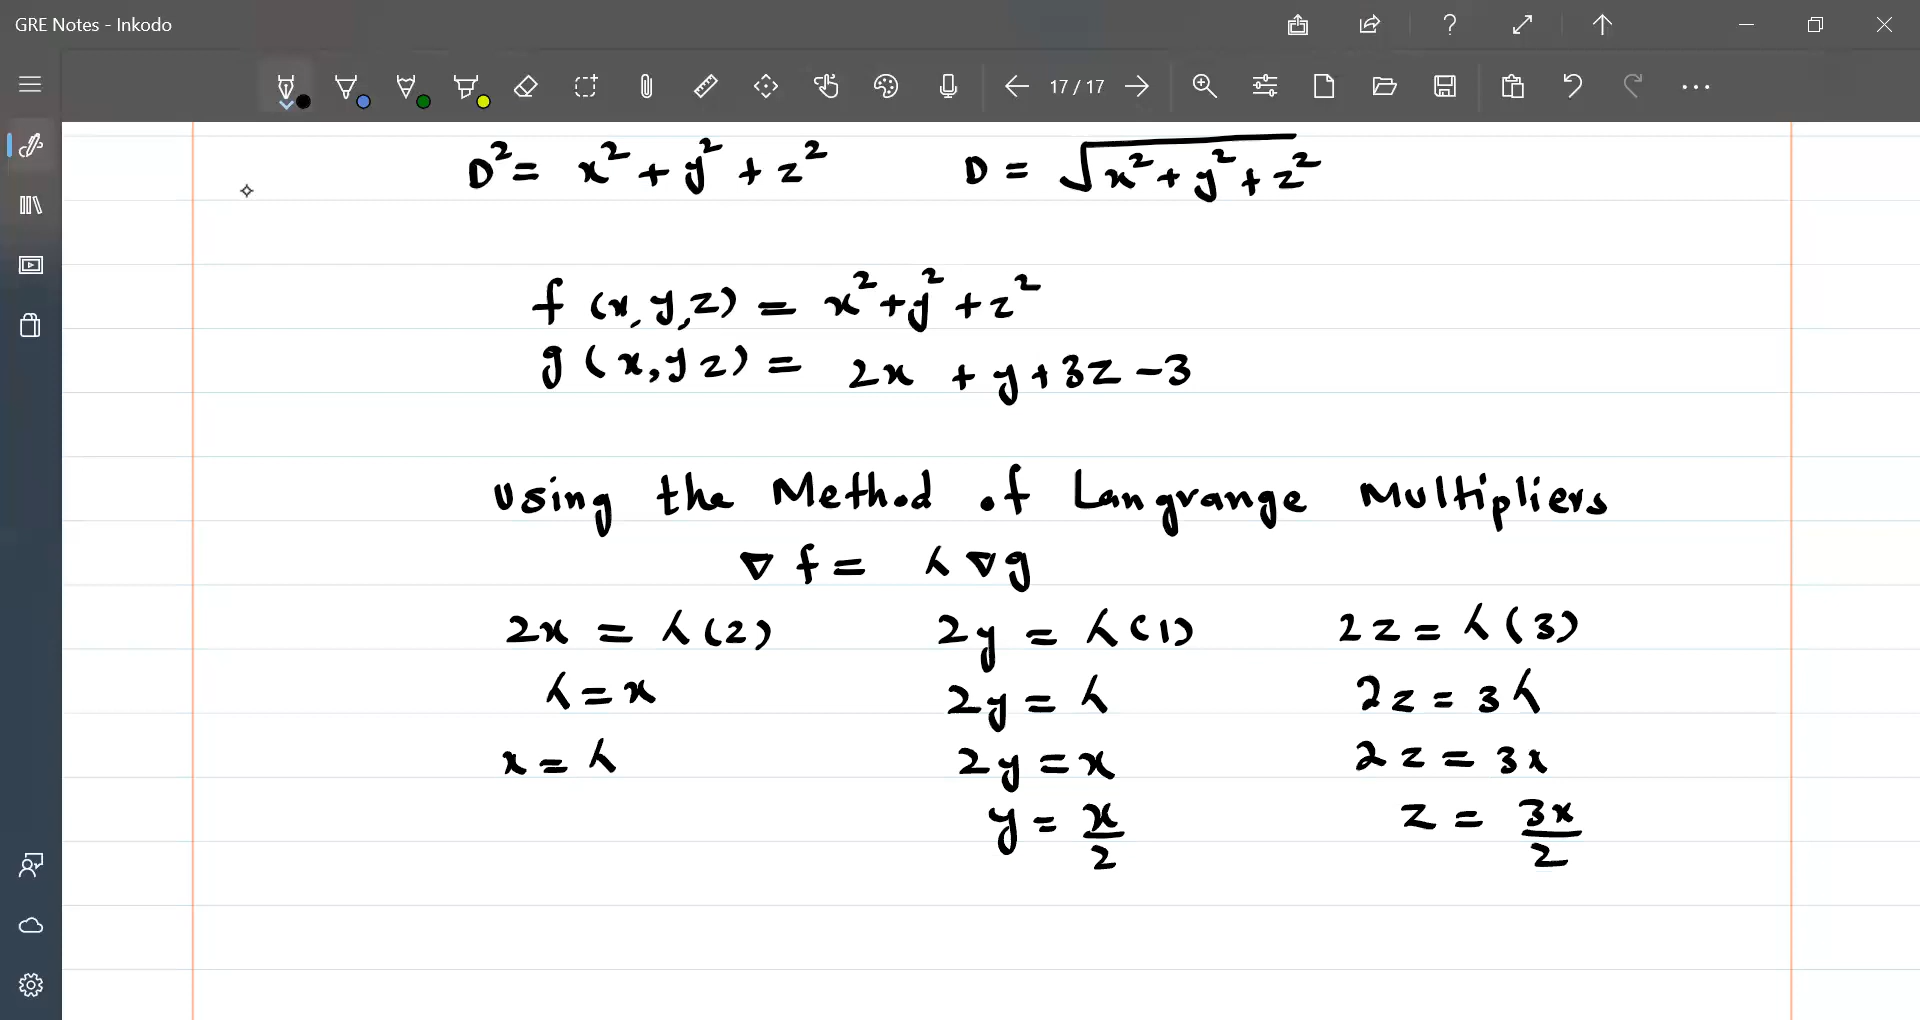 GRE Notes - Inkodo
17 / 17
D² = x² + y² + z² D = √x² + y² + z²
f (x, y, z) = x² + y² + z²
g (x, y z) = 2x + y + 3z - 3
Using the Method of Langrange Multipliers
∇ f = λ ∇g
2x = λ (2) 2y = λ (1) 2z = λ (3)
λ = x 2y = λ 2z = 3λ
x = λ 2y = x 2z = 3x
y = x/2 z = 3x/2